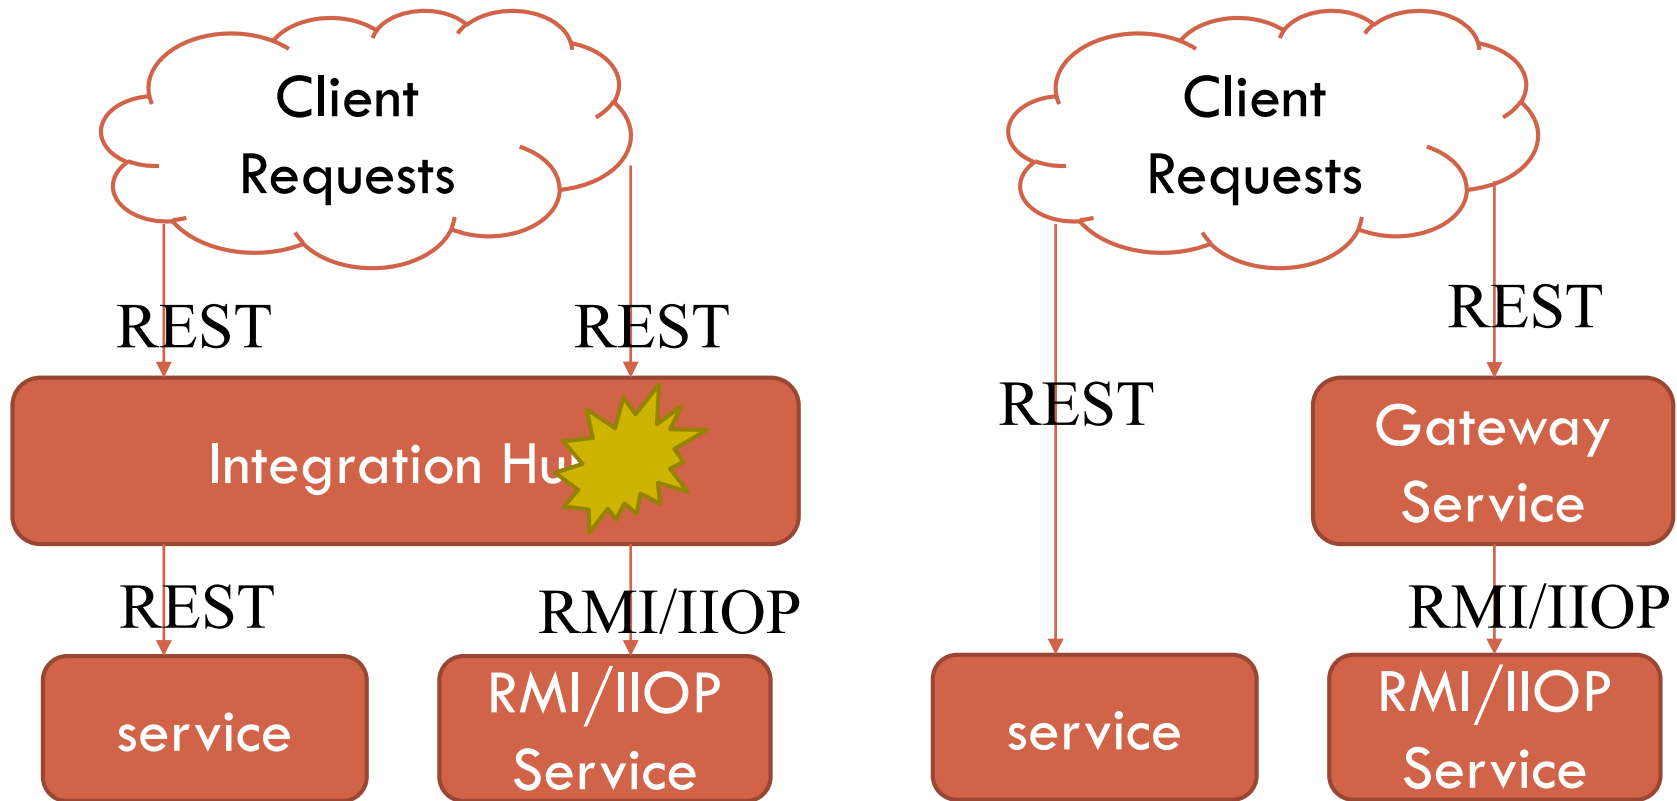 Client
Requests
REST
REST
Integration Hu
REST
RMI/IIOP
service
RMI/IIOP
Service
Client
Requests
REST
REST
Gateway
Service
RMI/IIOP
service
RMI/IIOP
Service